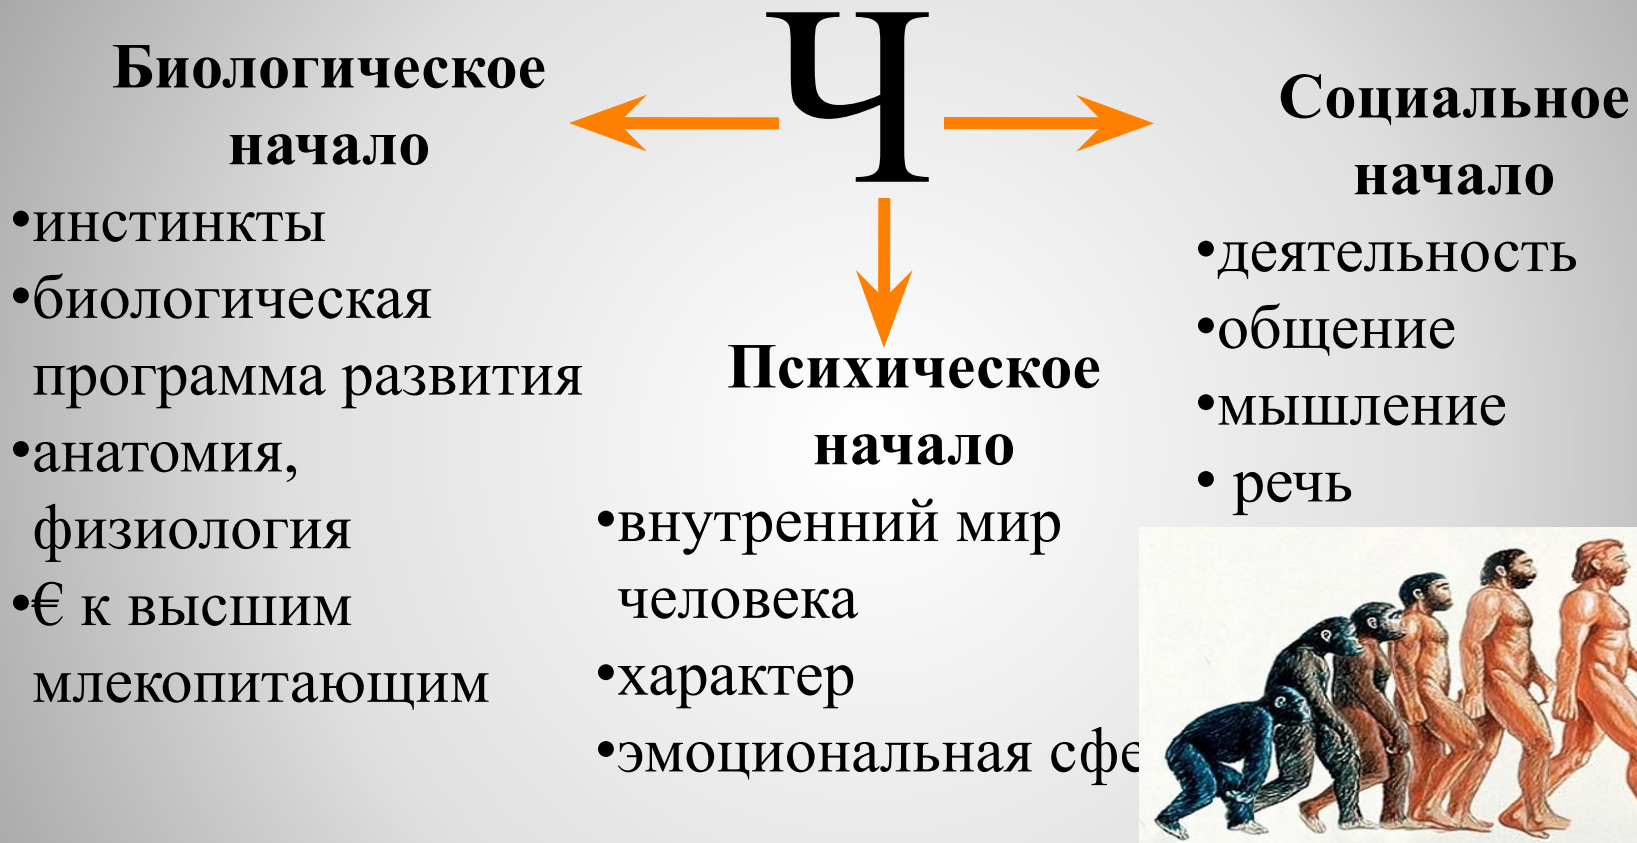 Ч
Биологическое
начало
•инстинкты
•биологическая
программа развития
•анатомия,
физиология
•€ к высшим
млекопитающим
Психическое
начало
•внутренний мир
человека
•характер
•эмоциональная сфе
Социальное
начало
•деятельность
•общение
•мышление
• речь